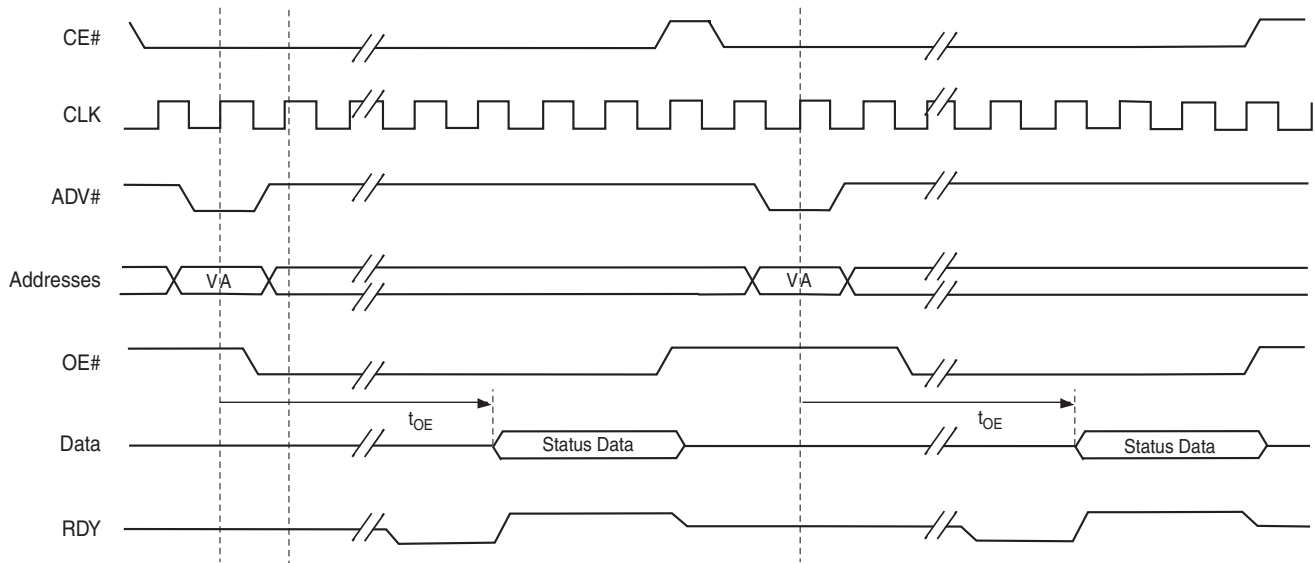 CE#
CLK
ADV#
Addresses
VA
VA
OE#
tOE
tOE
Data
Status Data
Status Data
RDY